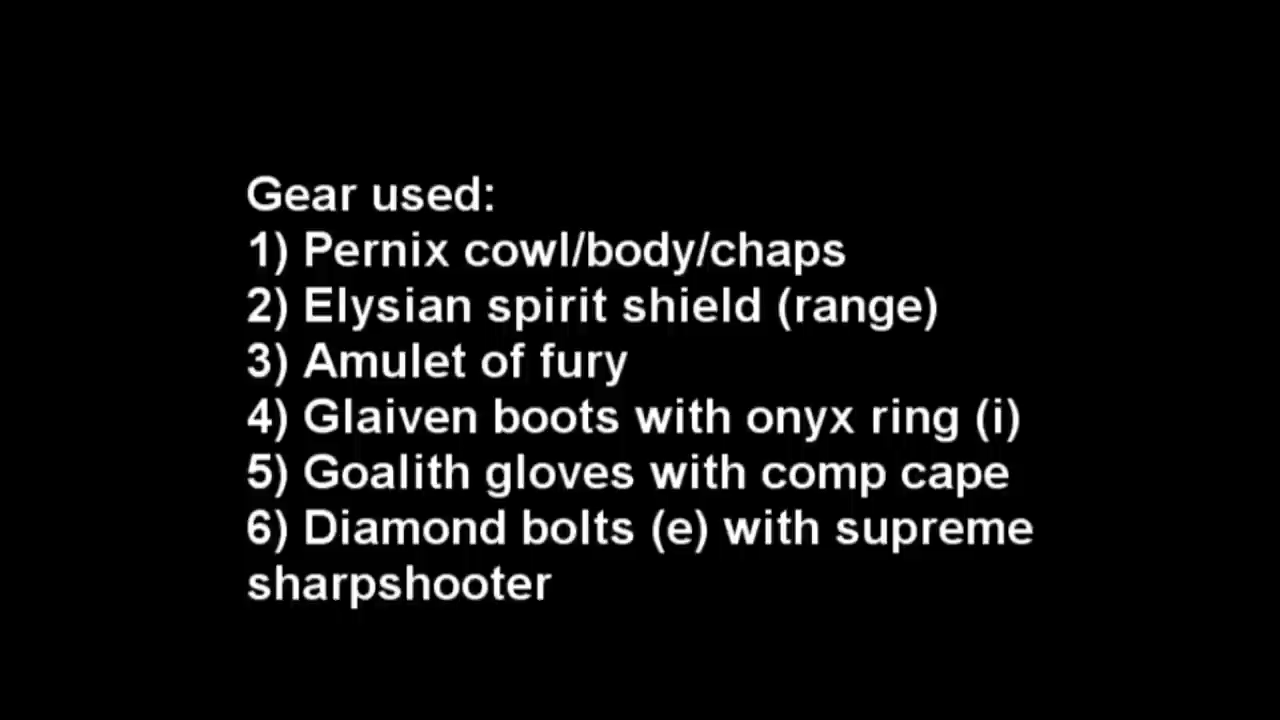 Gear used:
1) Pernix cowl/body/chaps
2) Elysian spirit shield (range)
3) Amulet of fury
4) Glaiven boots with onyx ring (i)
5) Goalith gloves with comp cape
6) Diamond bolts (e) with supreme
sharpshooter